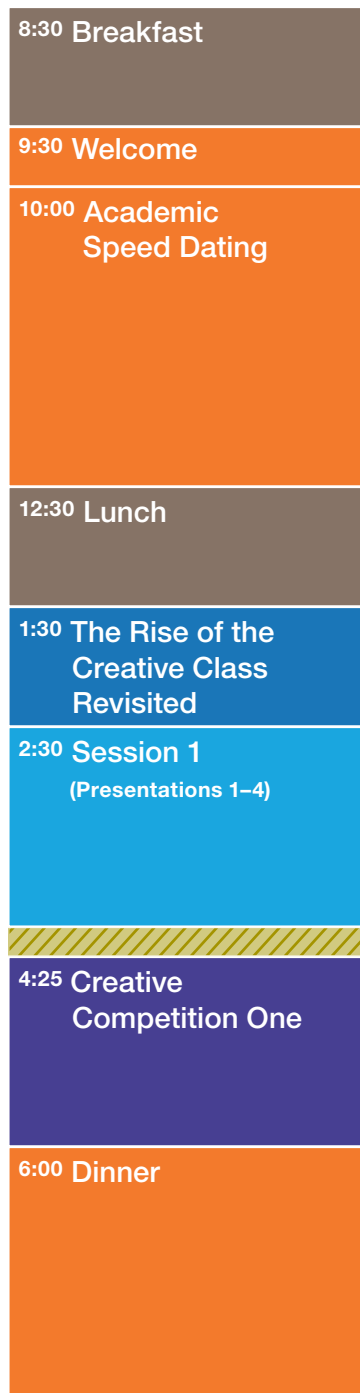 8:30 Breakfast
9:30 Welcome
10:00 Academic
Speed Dating
12:30 Lunch
1:30 The Rise of the
Creative Class
Revisited
2:30 Session 1
(Presentations 1–4)
4:25 Creative
Competition One
6:00 Dinner